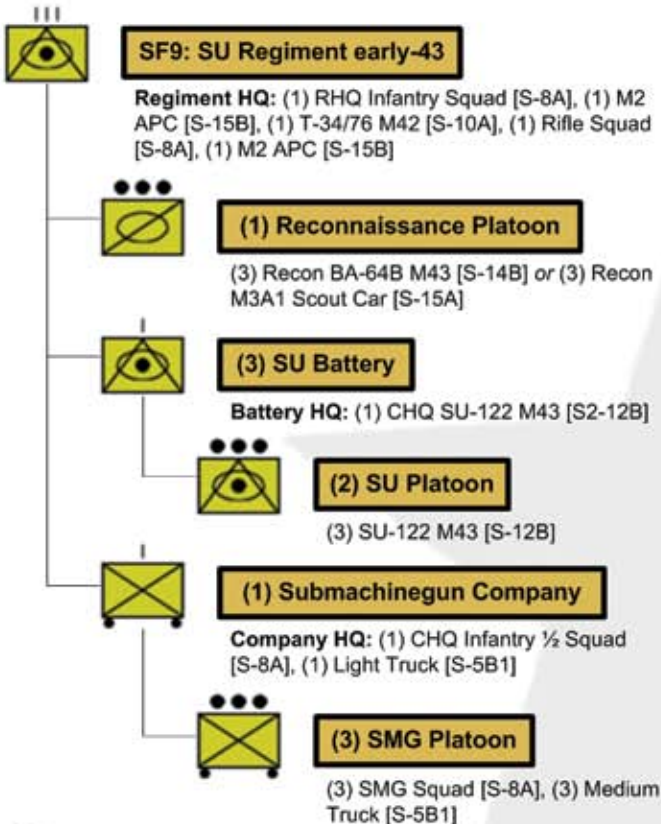 SF9: SU Regiment early-43
Regiment HQ: (1) RHQ Infantry Squad [S-8A], (1) M2
APC [S-15B], (1) T-34/76 M42 [S-10A], (1) Rifle Squad
[S-8A], (1) M2 APC [S-15B]
(1) Reconnaissance Platoon
(3) Recon BA-64B M43 [S-14B] or (3) Recon
M3A1 Scout Car [S-15A]
(3) SU Battery
Battery HQ: (1) CHQ SU-122 M43 [S2-12B]
(2) SU Platoon
(3) SU-122 M43 [S-12B]
(1) Submachinegun Company
Company HQ: (1) CHQ Infantry ½ Squad
[S-8A], (1) Light Truck [S-5B1]
(3) SMG Platoon
(3) SMG Squad [S-8A], (3) Medium
Truck [S-5B1]